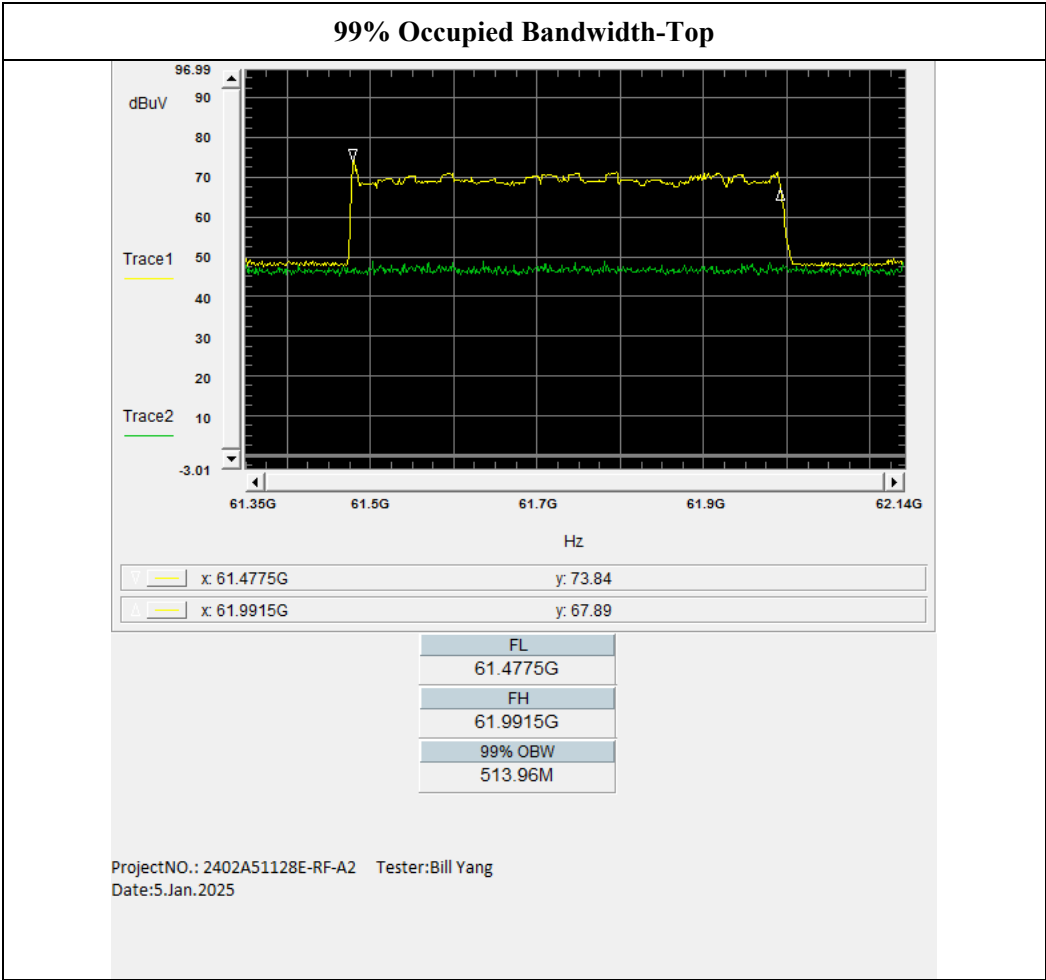 99% Occupied Bandwidth-Top
96.99
dBuV
90
80
70
60
Trace1
50
40
30
20
Trace2
10
-3.01
61.35G 61.5G 61.7G 61.9G 62.14G
Hz
x: 61.4775G y: 73.84
x: 61.9915G y: 67.89
FL
61.4775G
FH
61.9915G
99% OBW
513.96M
ProjectNO.: 2402A51128E-RF-A2 Tester:Bill Yang
Date:5.Jan.2025